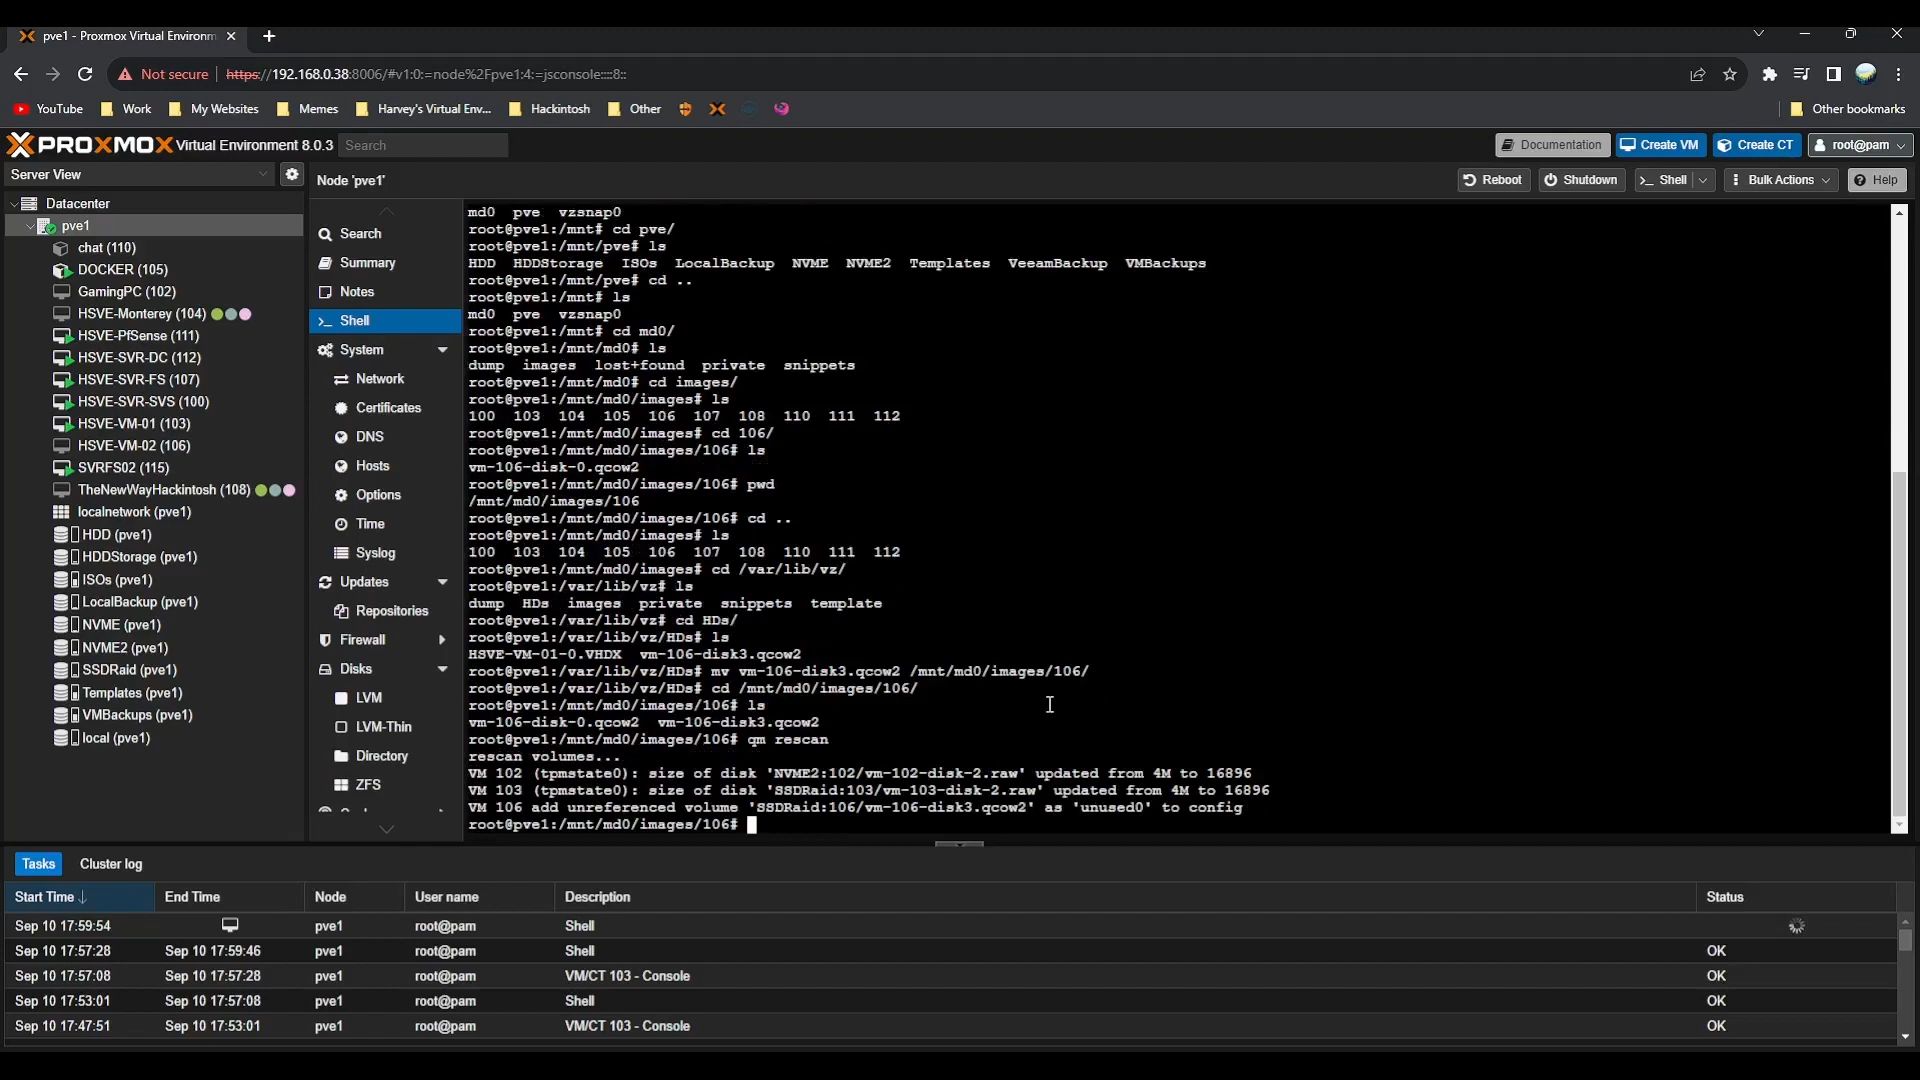 pve1 - Proxmox Virtual Environm
Not secure https://192.168.0.38:8006/#v1:0:=node%2Fpve1:4:=jsconsole::::8::
YouTube Work My Websites Memes Harvey's Virtual Env... Hackintosh Other Other bookmarks
PROXMOX Virtual Environment 8.0.3 Search Documentation Create VM Create CT root@pam
Server View
Node 'pve1' Reboot Shutdown Shell Bulk Actions Help
Datacenter
pve1
chat (110)
DOCKER (105)
GamingPC (102)
HSVE-Monterey (104)
HSVE-PfSense (111)
HSVE-SVR-DC (112)
HSVE-SVR-FS (107)
HSVE-SVR-SVS (100)
HSVE-VM-01 (103)
HSVE-VM-02 (106)
SVRFS02 (115)
TheNewWayHackintosh (108)
localnetwork (pve1)
HDD (pve1)
HDDStorage (pve1)
ISOs (pve1)
LocalBackup (pve1)
NVME (pve1)
NVME2 (pve1)
SSDRaid (pve1)
Templates (pve1)
VMBackups (pve1)
local (pve1)
Search
Summary
Notes
Shell
System
Network
Certificates
DNS
Hosts
Options
Time
Syslog
Updates
Repositories
Firewall
Disks
LVM
LVM-Thin
Directory
ZFS
md0 pve vzsnap0
root@pve1:/mnt# cd pve/
root@pve1:/mnt/pve# ls
HDD HDDStorage ISOs LocalBackup NVME NVME2 Templates VeeamBackup VMBackups
root@pve1:/mnt/pve# cd ..
root@pve1:/mnt# ls
md0 pve vzsnap0
root@pve1:/mnt# cd md0/
root@pve1:/mnt/md0# ls
dump images lost+found private snippets
root@pve1:/mnt/md0# cd images/
root@pve1:/mnt/md0/images# ls
100 103 104 105 106 107 108 110 111 112
root@pve1:/mnt/md0/images# cd 106/
root@pve1:/mnt/md0/images/106# ls
vm-106-disk-0.qcow2
root@pve1:/mnt/md0/images/106# pwd
/mnt/md0/images/106
root@pve1:/mnt/md0/images/106# cd ..
root@pve1:/mnt/md0/images# ls
100 103 104 105 106 107 108 110 111 112
root@pve1:/mnt/md0/images# cd /var/lib/vz/
root@pve1:/var/lib/vz# ls
dump HDs images private snippets template
root@pve1:/var/lib/vz# cd HDs/
root@pve1:/var/lib/vz/HDs# ls
HSVE-VM-01-0.VHDX vm-106-disk3.qcow2
root@pve1:/var/lib/vz/HDs# mv vm-106-disk3.qcow2 /mnt/md0/images/106/
root@pve1:/var/lib/vz/HDs# cd /mnt/md0/images/106/
root@pve1:/mnt/md0/images/106# ls
vm-106-disk-0.qcow2 vm-106-disk3.qcow2
root@pve1:/mnt/md0/images/106# qm rescan
rescan volumes...
VM 102 (tpmstate0): size of disk 'NVME2:102/vm-102-disk-2.raw' updated from 4M to 16896
VM 103 (tpmstate0): size of disk 'SSDRaid:103/vm-103-disk-2.raw' updated from 4M to 16896
VM 106 add unreferenced volume 'SSDRaid:106/vm-106-disk3.qcow2' as 'unused0' to config
root@pve1:/mnt/md0/images/106#
Tasks Cluster log
Start Time End Time Node User name Description Status
Sep 10 17:59:54 pve1 root@pam Shell
Sep 10 17:57:28 Sep 10 17:59:46 pve1 root@pam Shell OK
Sep 10 17:57:08 Sep 10 17:57:28 pve1 root@pam VM/CT 103 - Console OK
Sep 10 17:53:01 Sep 10 17:57:08 pve1 root@pam Shell OK
Sep 10 17:47:51 Sep 10 17:53:01 pve1 root@pam VM/CT 103 - Console OK